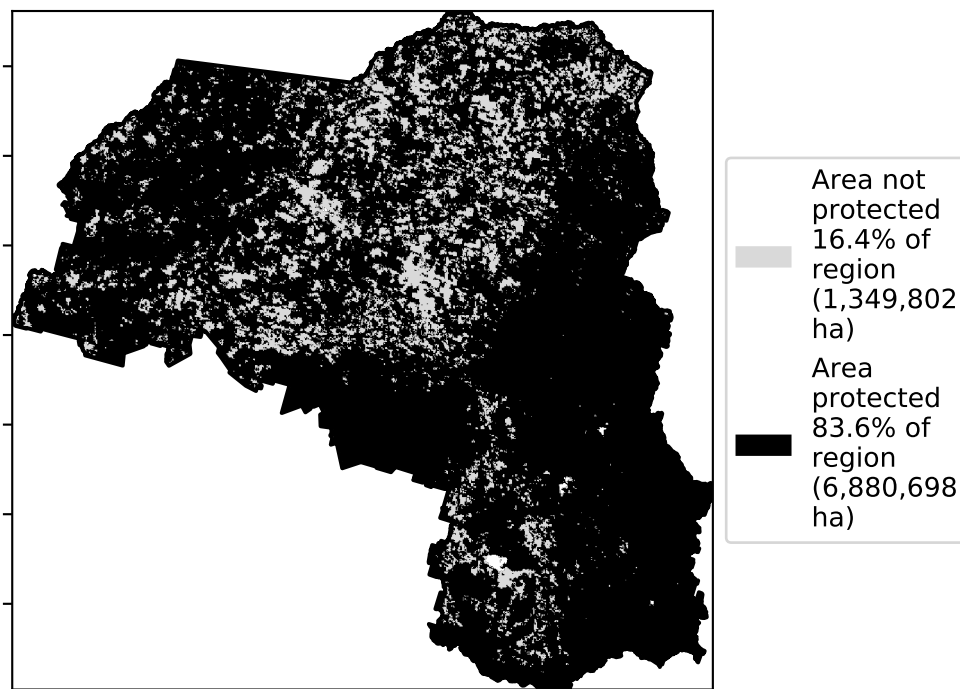 Area not
protected
16.4% of
region
(1,349,802
ha)
Area
protected
83.6% of
region
(6,880,698
ha)